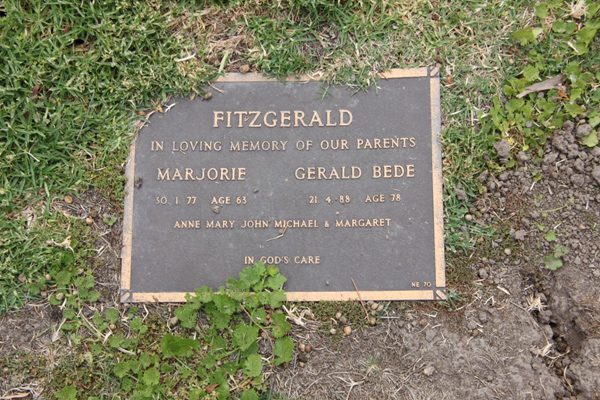 FITZGERALD
IN LOVING MEMORY OF OUR PARENTS
MARJORIE GERALD BEDE
30. 1. 77 AGE 63 21. 4. 88 AGE 78
ANNE MARY JOHN MICHAEL & MARGARET
IN GOD'S CARE
NE 70